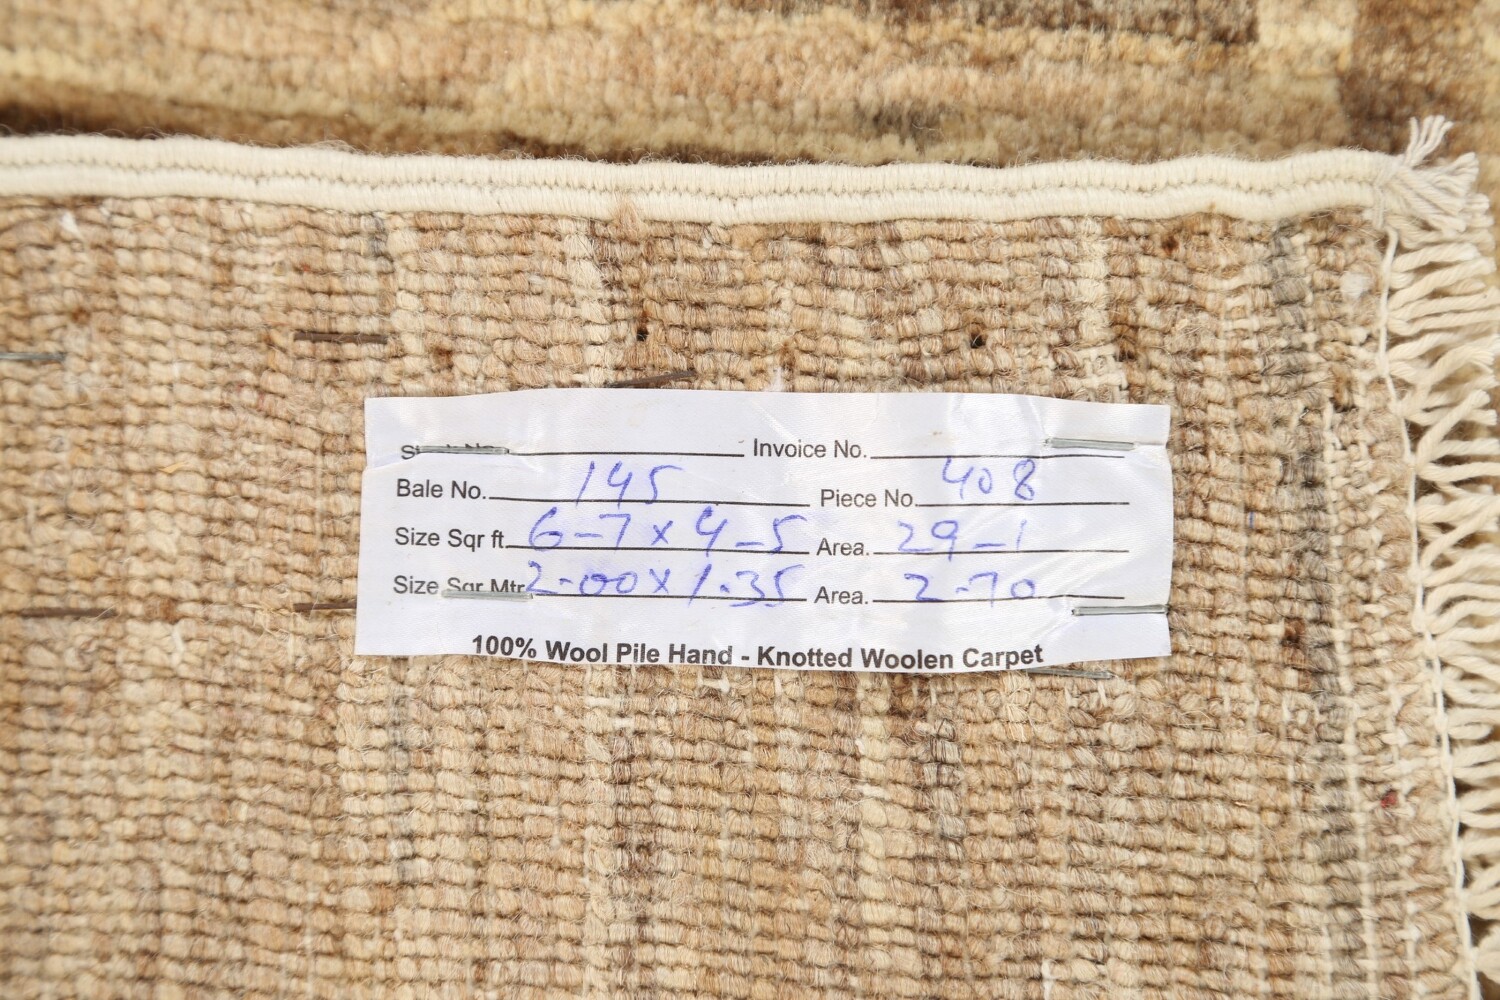 Invoice No.
Bale No. 145 Piece No. 408
Size Sqr ft. 6-7 x 4-5 Area. 29-1
Size Sqr Mtr 2-00 x 1.35 Area. 2-70
100% Wool Pile Hand - Knotted Woolen Carpet